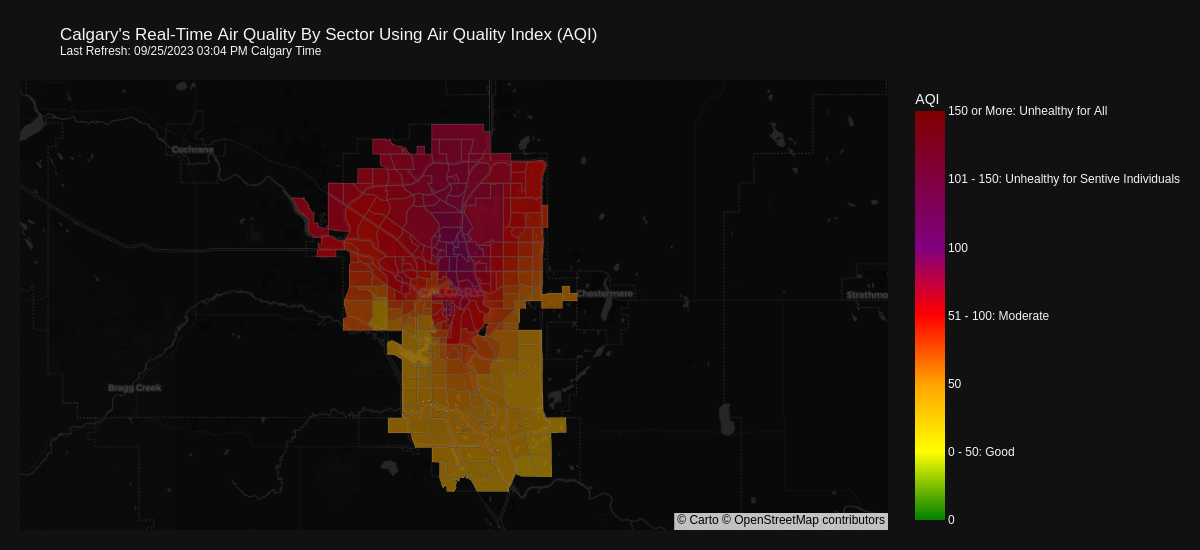 Calgary's Real-Time Air Quality By Sector Using Air Quality Index (AQI)
Last Refresh: 09/25/2023 03:04 PM Calgary Time
AQI
150 or More: Unhealthy for All
Cochrane
101 - 150: Unhealthy for Sentive Individuals
100
CALGARY
Chestermere
Strathmo
51 - 100: Moderate
50
Bragg Creek
0 - 50: Good
0
© Carto © OpenStreetMap contributors